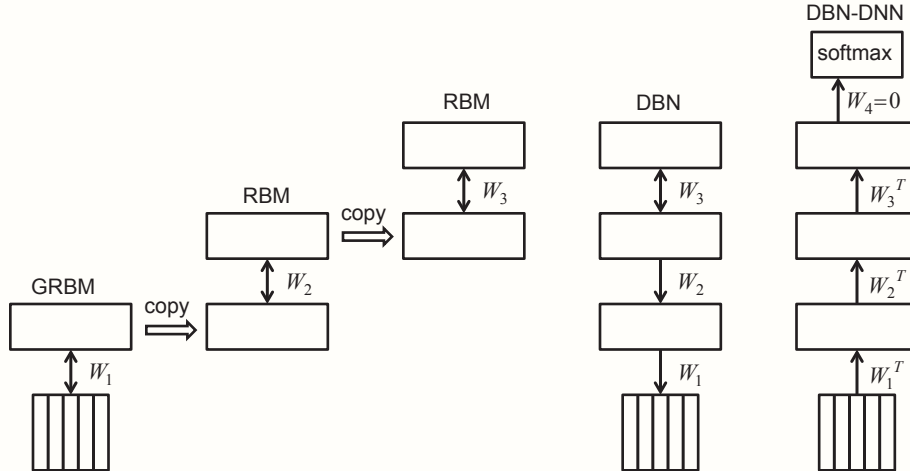 DBN-DNN
softmax
W₄=0
RBM
DBN
W₃
W₃
W₃ᵀ
RBM
copy
W₂
W₂
W₂ᵀ
GRBM
copy
W₁
W₁
W₁ᵀ